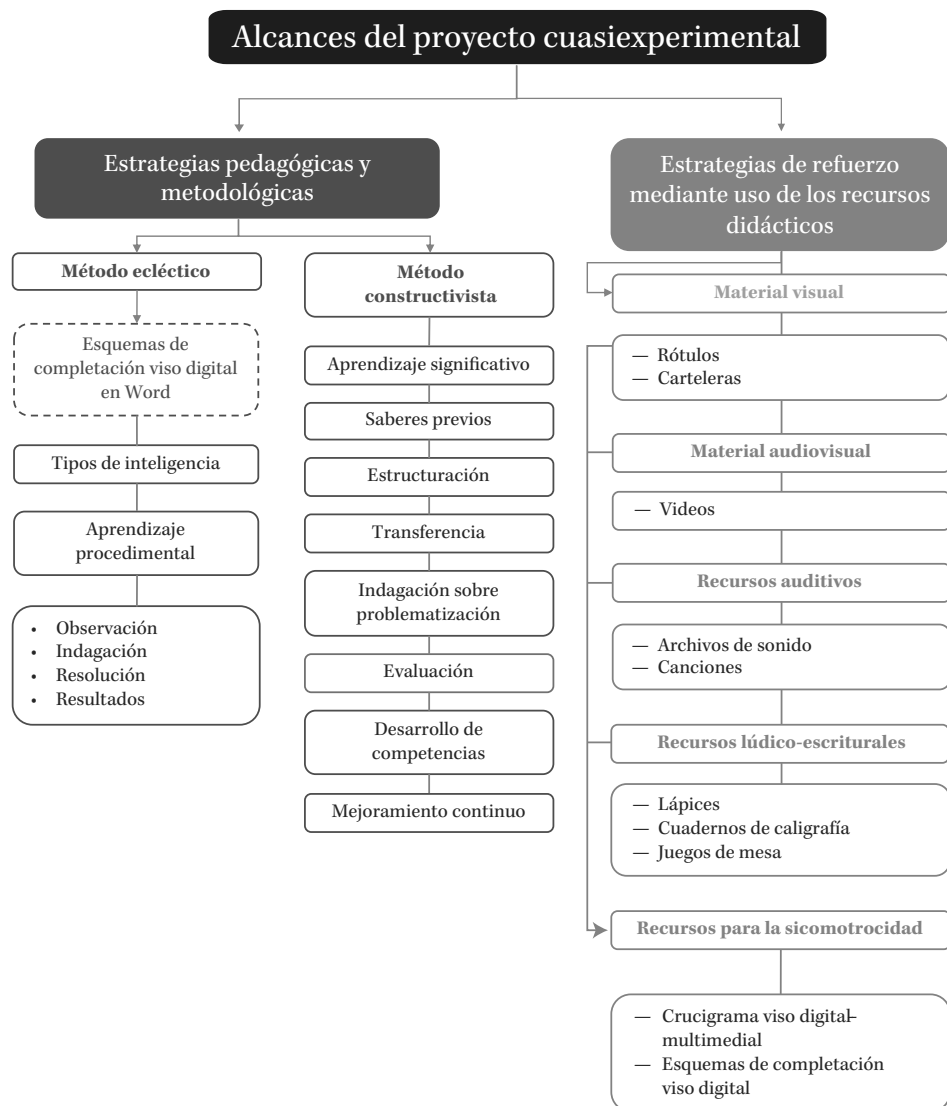 Alcances del proyecto cuasiexperimental
Estrategias pedagógicas y
metodológicas
Método ecléctico
Esquemas de
completación viso digital
en Word
Tipos de inteligencia
Aprendizaje
procedimental
• Observación
• Indagación
• Resolución
• Resultados
Método
constructivista
Aprendizaje significativo
Saberes previos
Estructuración
Transferencia
Indagación sobre
problematización
Evaluación
Desarrollo de
competencias
Mejoramiento continuo
Estrategias de refuerzo
mediante uso de los recursos
didácticos
Material visual
— Rótulos
— Carteleras
Material audiovisual
— Videos
Recursos auditivos
— Archivos de sonido
— Canciones
Recursos lúdico-escriturales
— Lápices
— Cuadernos de caligrafía
— Juegos de mesa
Recursos para la sicomotrocidad
— Crucigrama viso digital–
multimedial
— Esquemas de completación
viso digital